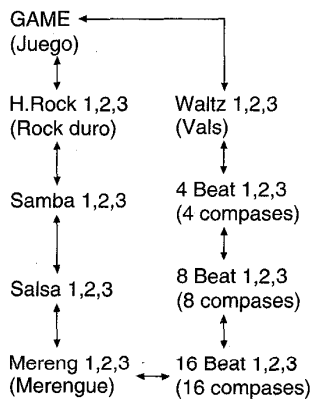 GAME
(Juego)
H.Rock 1,2,3
(Rock duro)
Samba 1,2,3
Salsa 1,2,3
Mereng 1,2,3
(Merengue)
Waltz 1,2,3
(Vals)
4 Beat 1,2,3
(4 compases)
8 Beat 1,2,3
(8 compases)
16 Beat 1,2,3
(16 compases)